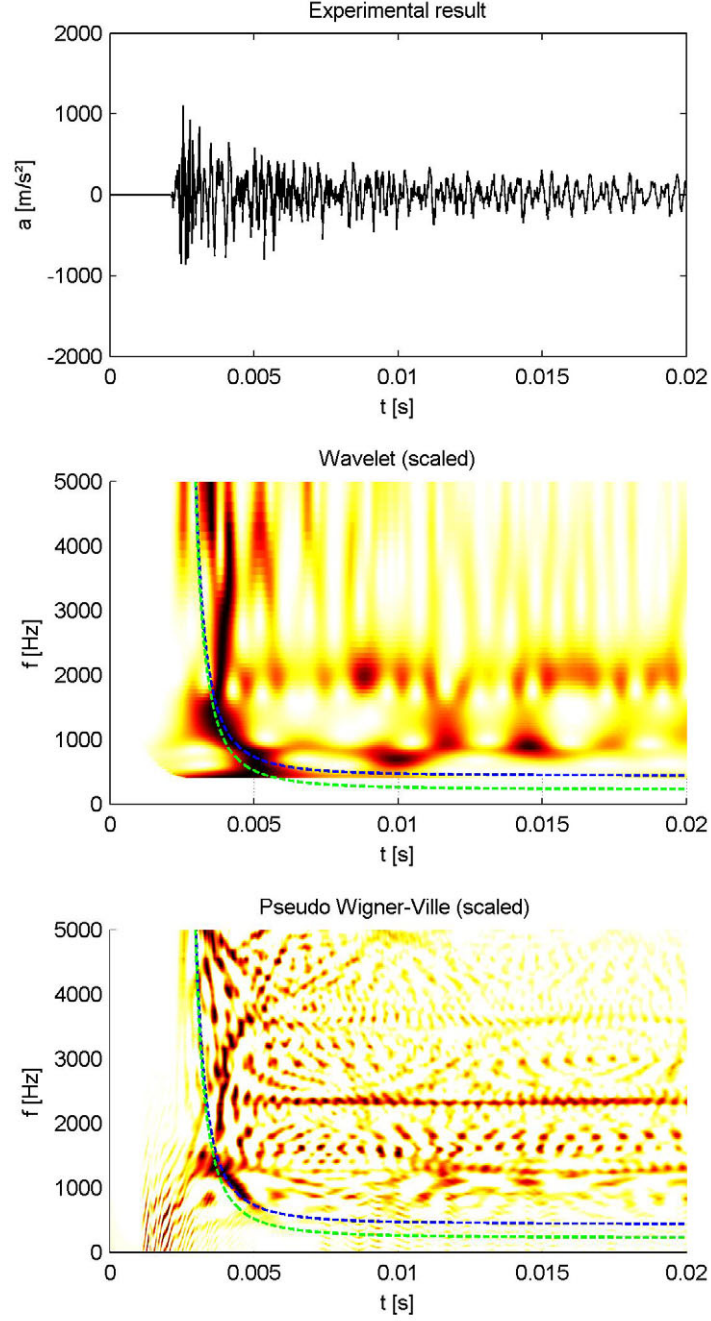 Experimental result
2000
1000
0
-1000
-2000
a [m/s²]
0 0.005 0.01 0.015 0.02
t [s]
Wavelet (scaled)
5000
4000
3000
2000
1000
0
f [Hz]
0 0.005 0.01 0.015 0.02
t [s]
Pseudo Wigner-Ville (scaled)
5000
4000
3000
2000
1000
0
f [Hz]
0 0.005 0.01 0.015 0.02
t [s]